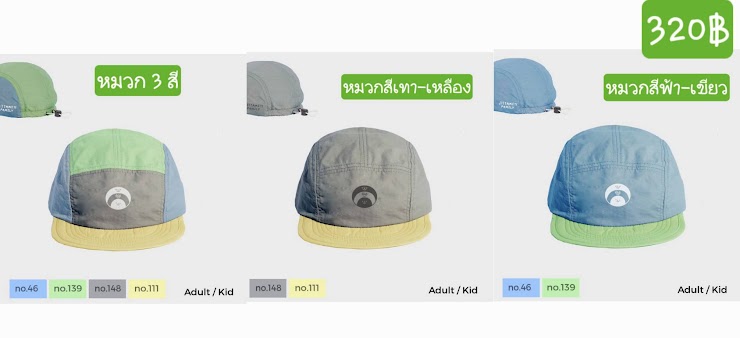 320฿
หมวก 3 สี
หมวกสีเทา-เหลือง
หมวกสีฟ้า-เขียว
no.46 no.139 no.148 no.111
Adult / Kid
no.148 no.111
Adult / Kid
no.46 no.139
Adult / Kid